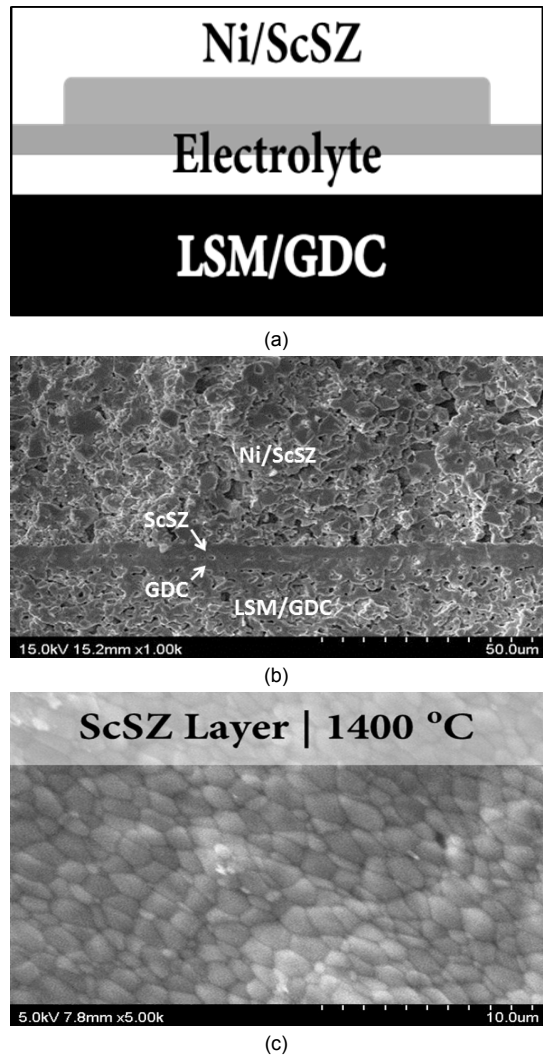 Ni/ScSZ
Electrolyte
LSM/GDC
(a)
Ni/ScSZ
ScSZ
GDC
LSM/GDC
15.0kV 15.2mm x1.00k 50.0um
(b)
ScSZ Layer | 1400 ºC
5.0kV 7.8mm x5.00k 10.0um
(c)